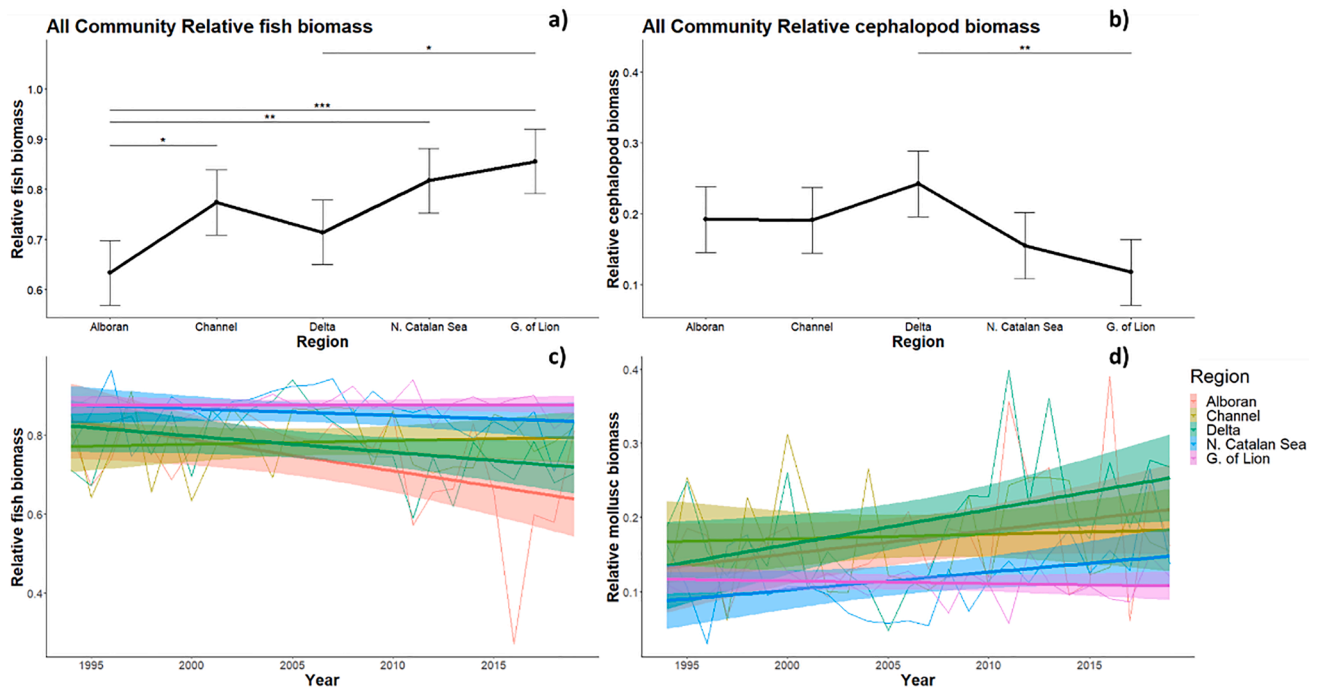 All Community Relative fish biomass
a)
*
***
**
*
Relative fish biomass
1.0
0.9
0.8
0.7
0.6
Alboran
Channel
Delta
N. Catalan Sea
G. of Lion
Region
All Community Relative cephalopod biomass
b)
**
Relative cephalopod biomass
0.4
0.3
0.2
0.1
Alboran
Channel
Delta
N. Catalan Sea
G. of Lion
Region
c)
Relative fish biomass
0.8
0.6
0.4
1995
2000
2005
2010
2015
Year
d)
Relative mollusc biomass
0.4
0.3
0.2
0.1
1995
2000
2005
2010
2015
Year
Region
Alboran
Channel
Delta
N. Catalan Sea
G. of Lion